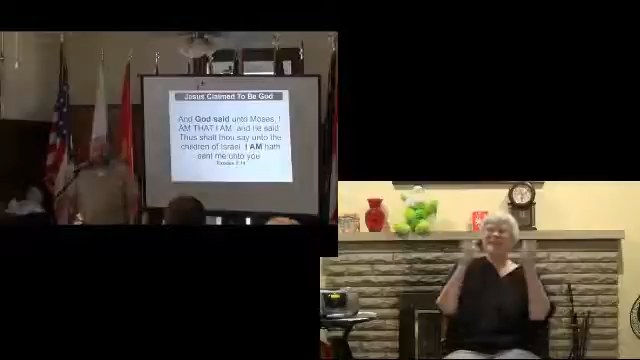 Jesus Claimed To Be God
And God said unto Moses, I
AM THAT I AM: and he said
Thus shalt thou say unto the
children of Israel, I AM hath
sent me unto you
Exodus 3:14